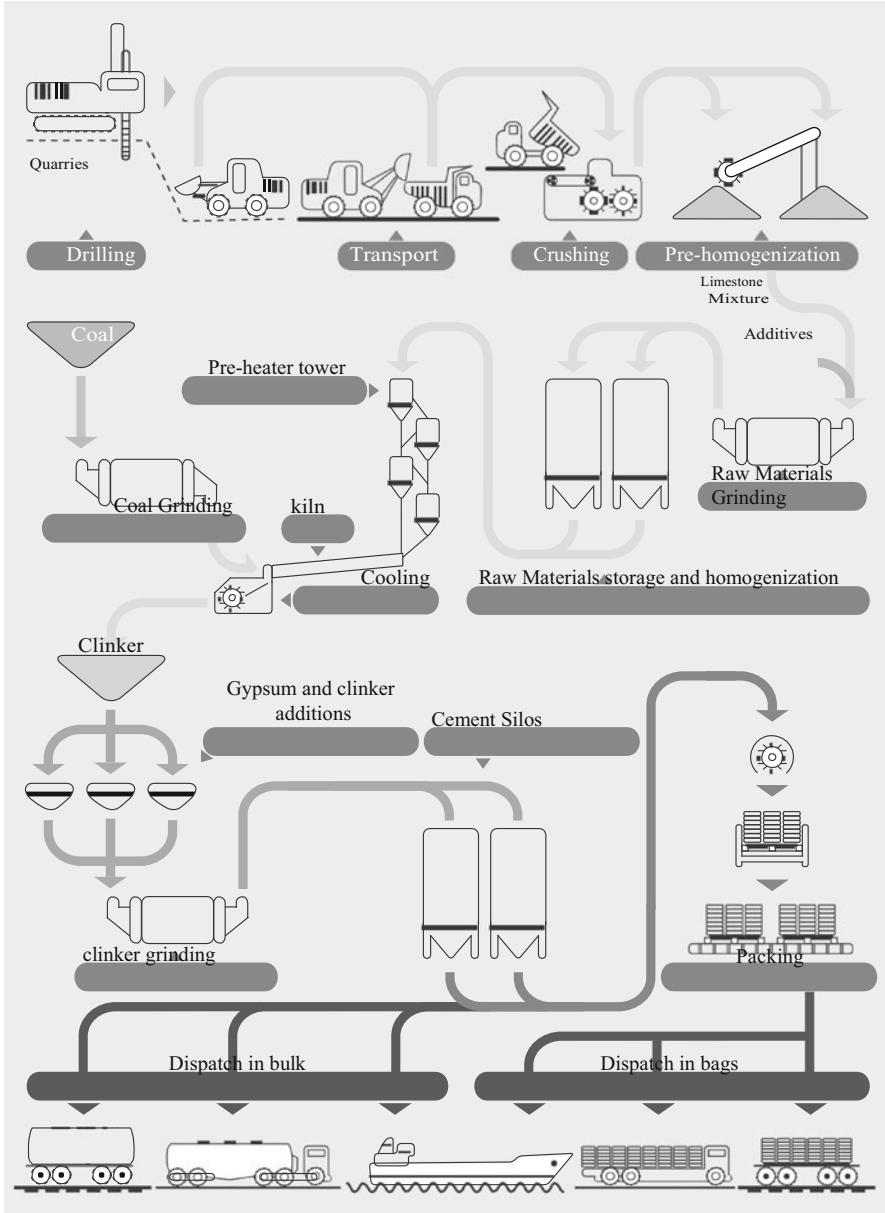 Quarries
Drilling
Transport
Crushing
Pre-homogenization
Limestone
Mixture
Coal
Additives
Pre-heater tower
Raw Materials
Grinding
Coal Grinding
kiln
Cooling
Raw Materials storage and homogenization
Clinker
Gypsum and clinker
additions
Cement Silos
clinker grinding
Packing
Dispatch in bulk
Dispatch in bags